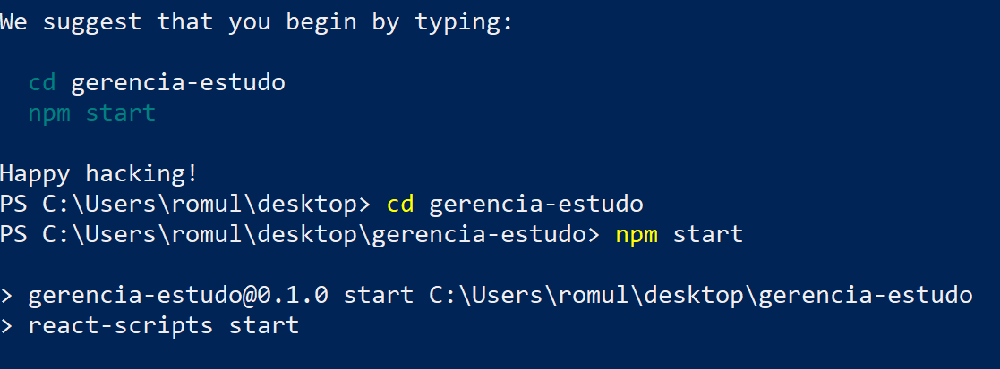 We suggest that you begin by typing:
cd gerencia-estudo
npm start
Happy hacking!
PS C:\Users\romul\desktop> cd gerencia-estudo
PS C:\Users\romul\desktop\gerencia-estudo> npm start
> gerencia-estudo@0.1.0 start C:\Users\romul\desktop\gerencia-estudo
> react-scripts start